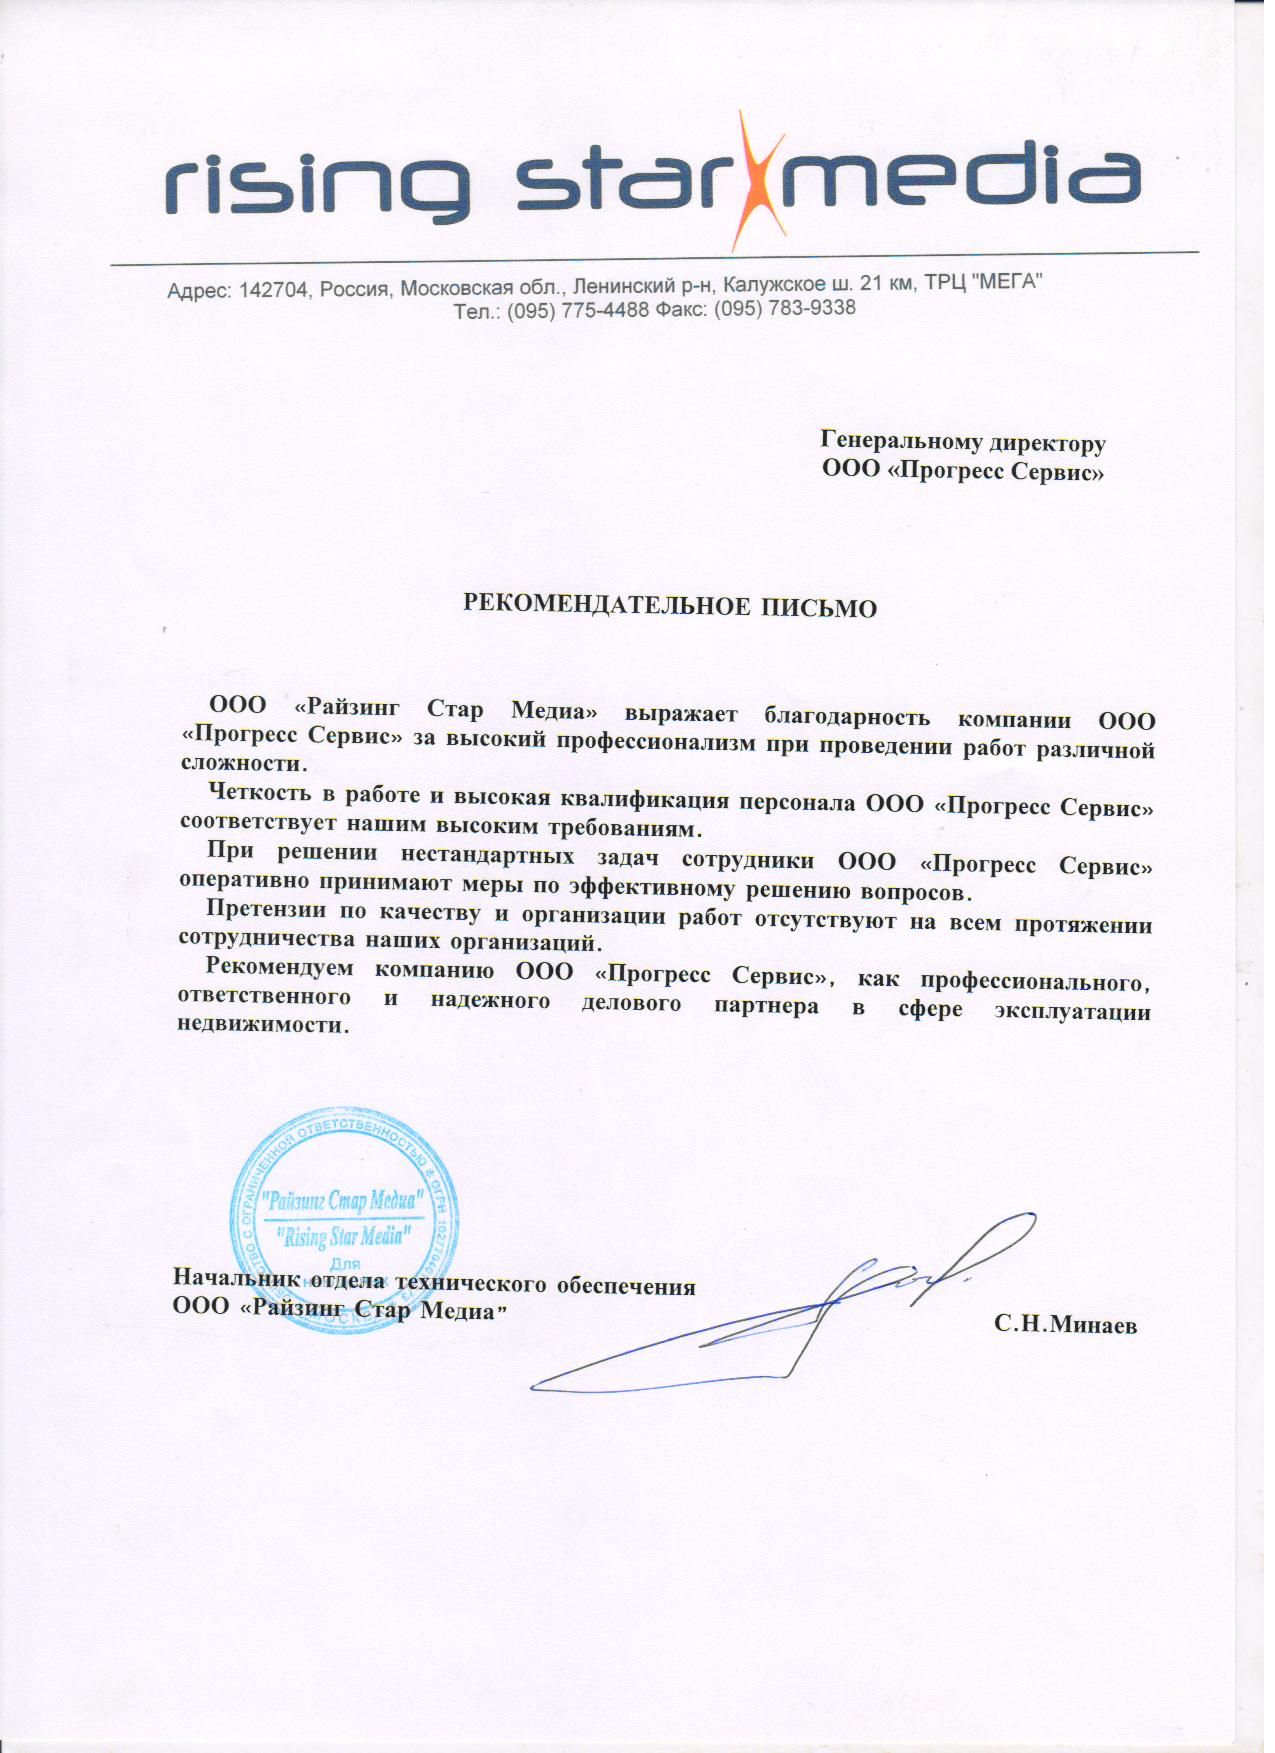 rising star media
Адрес: 142704, Россия, Московская обл., Ленинский р-н, Калужское ш. 21 км, ТРЦ "МЕГА"
Тел.: (095) 775-4488 Факс: (095) 783-9338
Генеральному директору
ООО «Прогресс Сервис»
РЕКОМЕНДАТЕЛЬНОЕ ПИСЬМО
ООО «Райзинг Стар Медиа» выражает благодарность компании ООО
«Прогресс Сервис» за высокий профессионализм при проведении работ различной
сложности.
Четкость в работе и высокая квалификация персонала ООО «Прогресс Сервис»
соответствует нашим высоким требованиям.
При решении нестандартных задач сотрудники ООО «Прогресс Сервис»
оперативно принимают меры по эффективному решению вопросов.
Претензии по качеству и организации работ отсутствуют на всем протяжении
сотрудничества наших организаций.
Рекомендуем компанию ООО «Прогресс Сервис», как профессионального,
ответственного и надежного делового партнера в сфере эксплуатации
недвижимости.
ОБЩЕСТВО С ОГРАНИЧЕННОЙ ОТВЕТСТВЕННОСТЬЮ * ОГРН
"Райзинг Стар Медиа"
"Rising Star Media"
Для
МОСКВА
Начальник отдела технического обеспечения
ООО «Райзинг Стар Медиа"
С.Н.Минаев